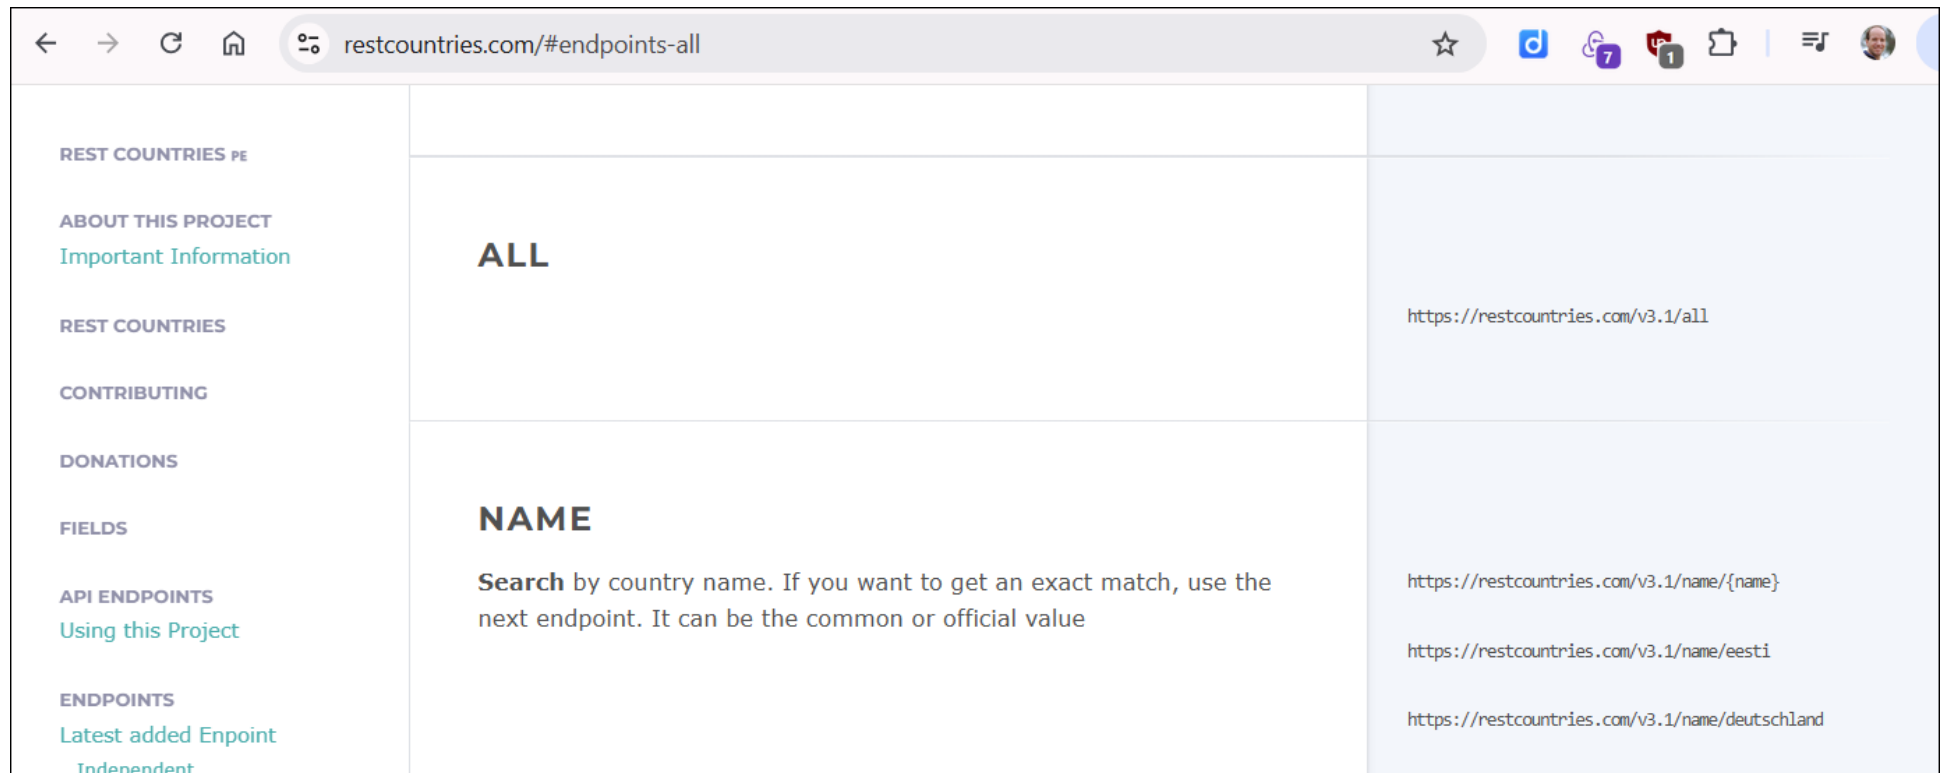 restcountries.com/#endpoints-all
7
1
REST COUNTRIES PE
ABOUT THIS PROJECT
Important Information
REST COUNTRIES
CONTRIBUTING
DONATIONS
FIELDS
API ENDPOINTS
Using this Project
ENDPOINTS
Latest added Enpoint
Independent
ALL
https://restcountries.com/v3.1/all
NAME
Search by country name. If you want to get an exact match, use the
next endpoint. It can be the common or official value
https://restcountries.com/v3.1/name/{name}
https://restcountries.com/v3.1/name/eesti
https://restcountries.com/v3.1/name/deutschland